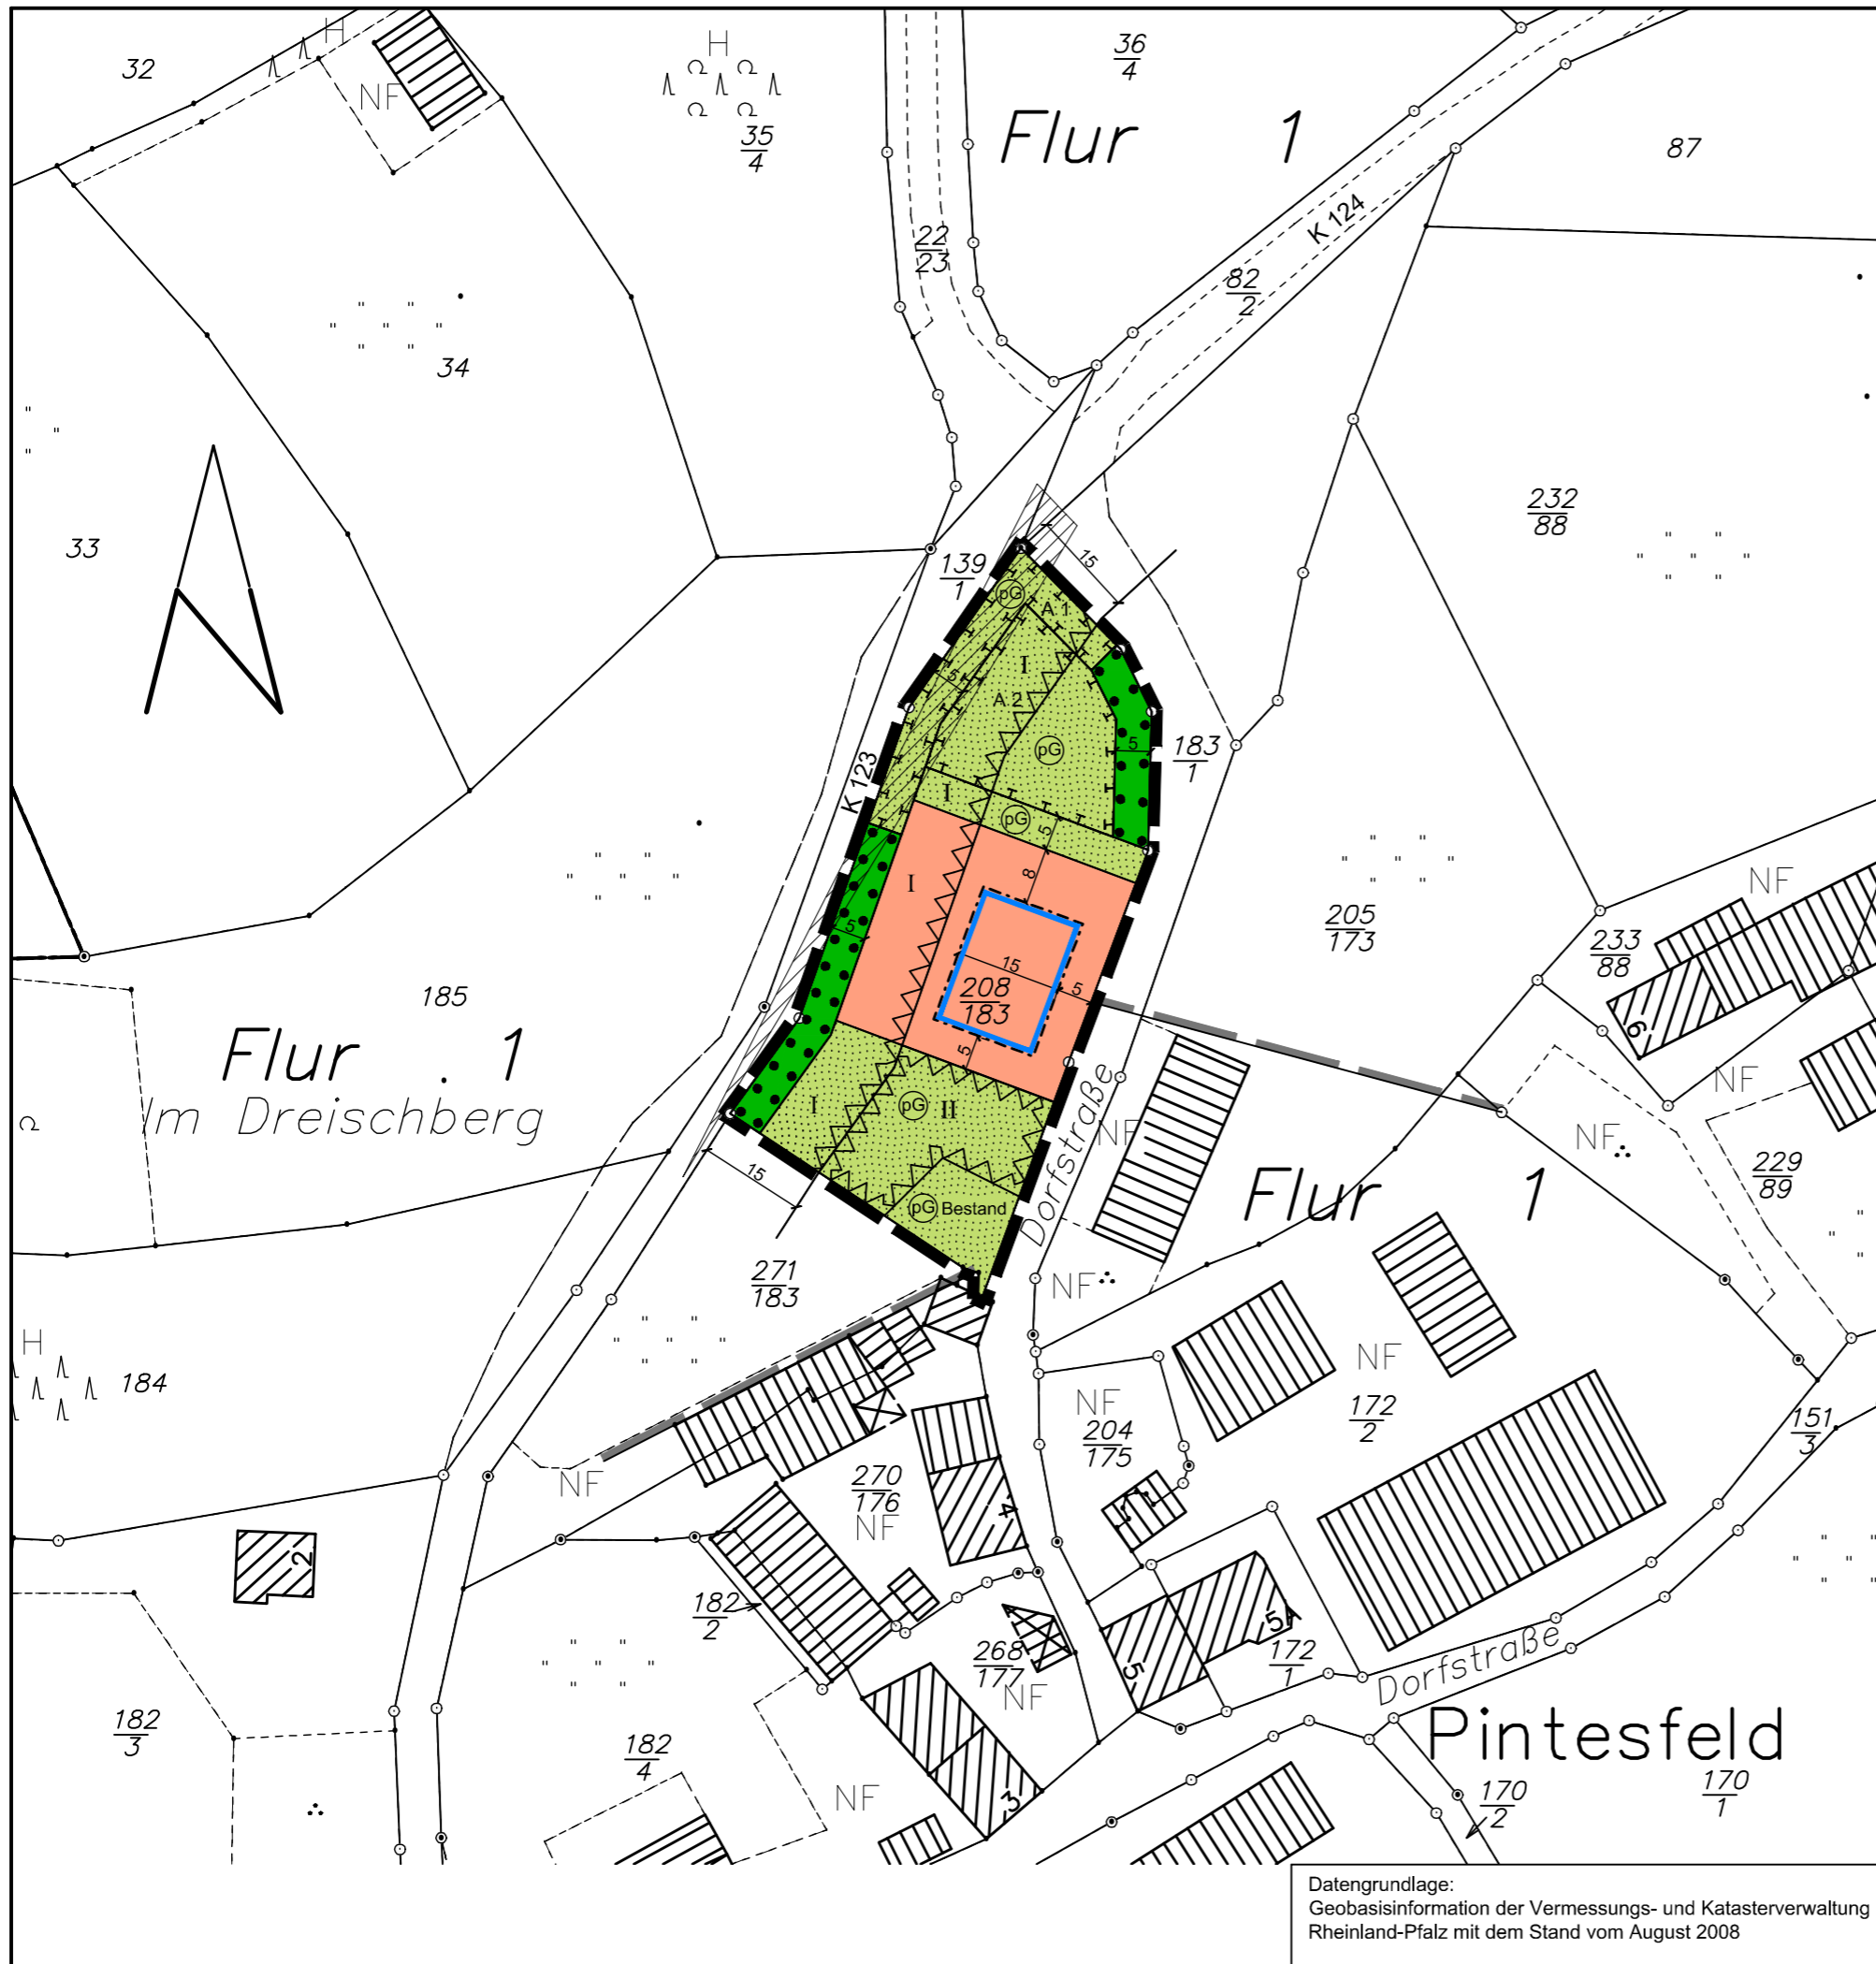 32
H
NF
H
35
4
36
4
Flur 1
87
K 124
22
23
82
2
34
33
232
88
139
1
15
pG
A 1
I
5
A 2
pG
5
183
1
K 123
I
pG
5
I
8
205
173
NF
233
88
5
15
5
208
183
6
185
Flur 1
Im Dreischberg
5
I
pG
II
Dorfstraße
NF
NF
NF
229
89
15
pG Bestand
Flur 1
271
183
NF
H
184
NF
172
2
NF
204
175
151
3
NF
270
176
NF
4
2
182
2
268
177
NF
5
5A
172
1
Dorfstraße
182
3
182
4
NF
3
Pintesfeld
170
2
170
1
Datengrundlage:
Geobasisinformation der Vermessungs- und Katasterverwaltung
Rheinland-Pfalz mit dem Stand vom August 2008